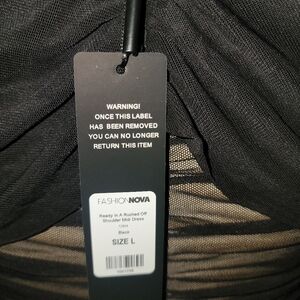 WARNING!
ONCE THIS LABEL
HAS BEEN REMOVED
YOU CAN NO LONGER
RETURN THIS ITEM
FASHIONNOVA
Ready In A Ruched Off
Shoulder Midi Dress
Black
SIZE L